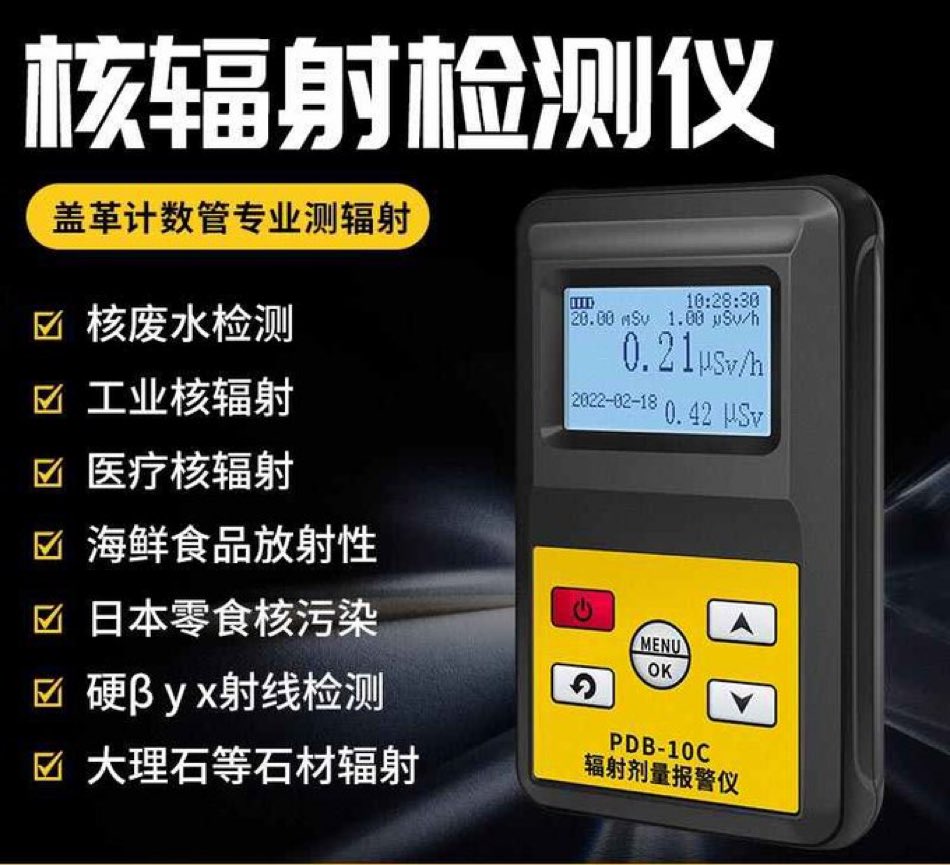 核辐射检测仪
盖革计数管专业测辐射
核废水检测
工业核辐射
医疗核辐射
海鲜食品放射性
日本零食核污染
硬βyx射线检测
大理石等石材辐射
10:28:30
20.00 mSv 1.00 μSv/h
0.21μSv/h
2022-02-18 0.42 μSv
MENU
OK
PDB-10C
辐射剂量报警仪